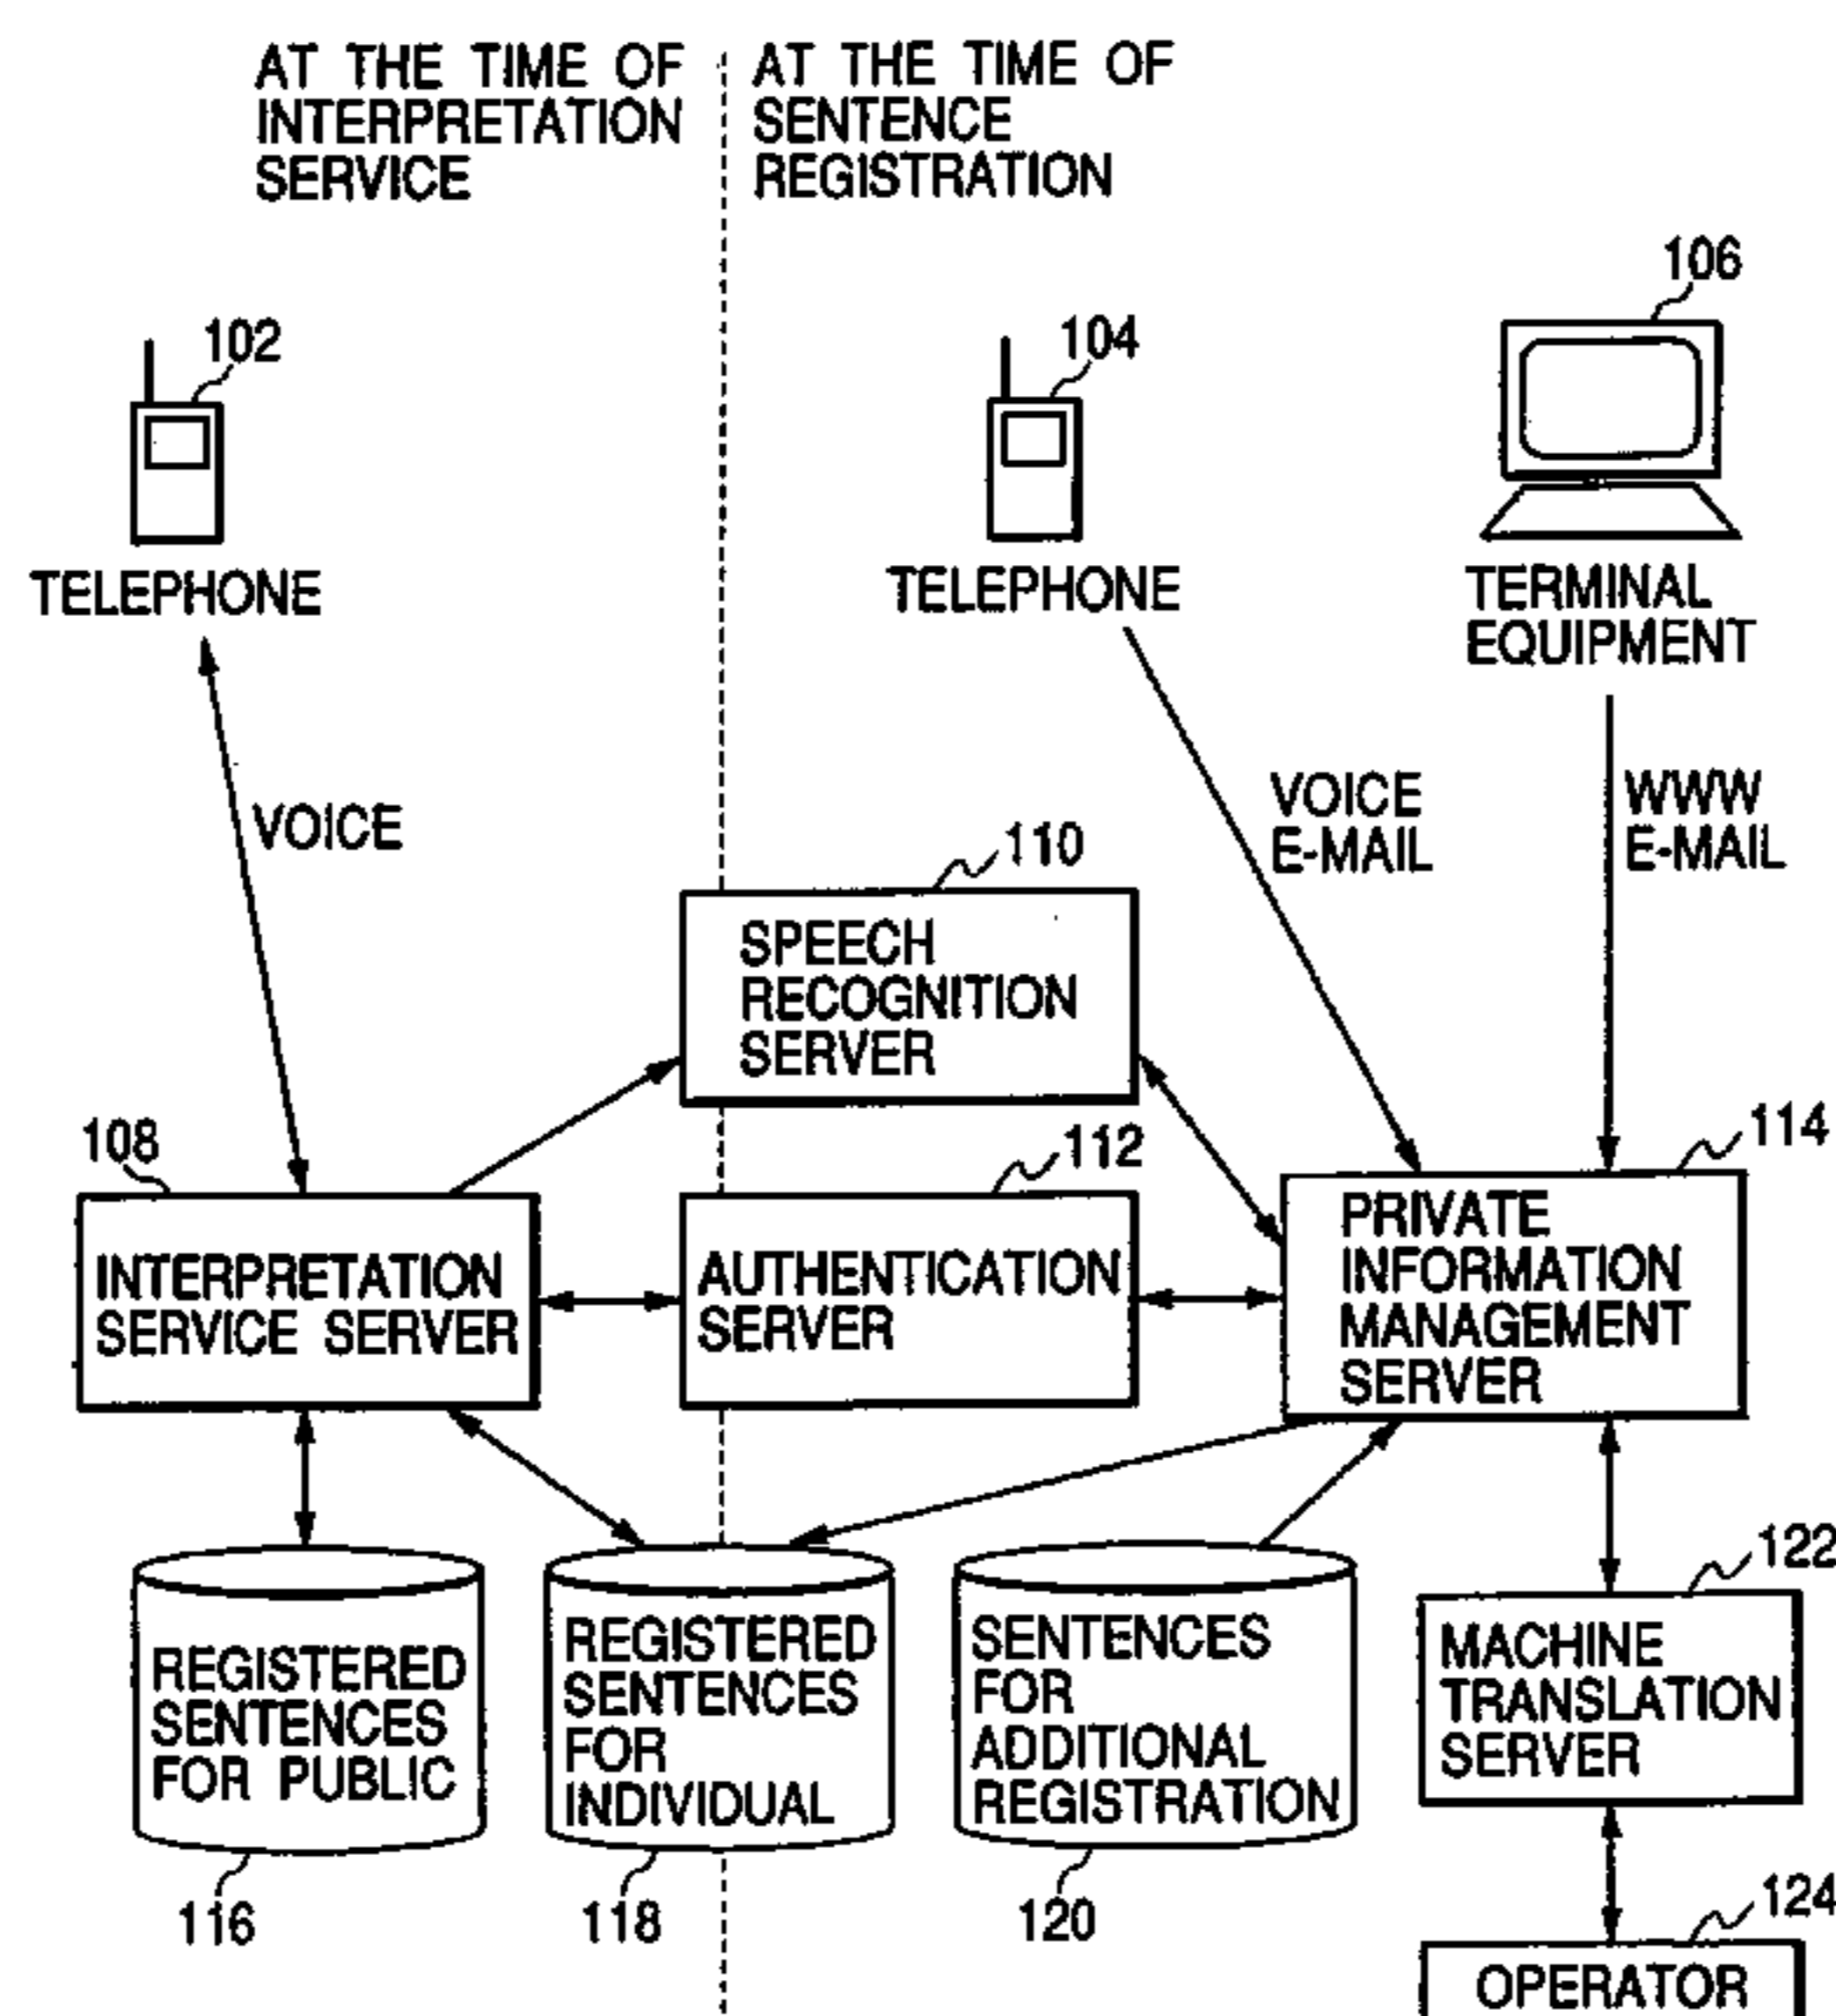 AT THE TIME OF
INTERPRETATION
SERVICE
AT THE TIME OF
SENTENCE
REGISTRATION
106
102
104
TELEPHONE
TELEPHONE
TERMINAL
EQUIPMENT
VOICE
VOICE
E-MAIL
WWW
E-MAIL
110
SPEECH
RECOGNITION
SERVER
108
112
114
INTERPRETATION
SERVICE SERVER
AUTHENTICATION
SERVER
PRIVATE
INFORMATION
MANAGEMENT
SERVER
122
REGISTERED
SENTENCES
FOR PUBLIC
REGISTERED
SENTENCES
FOR
INDIVIDUAL
SENTENCES
FOR
ADDITIONAL
REGISTRATION
MACHINE
TRANSLATION
SERVER
116
118
120
124
OPERATOR